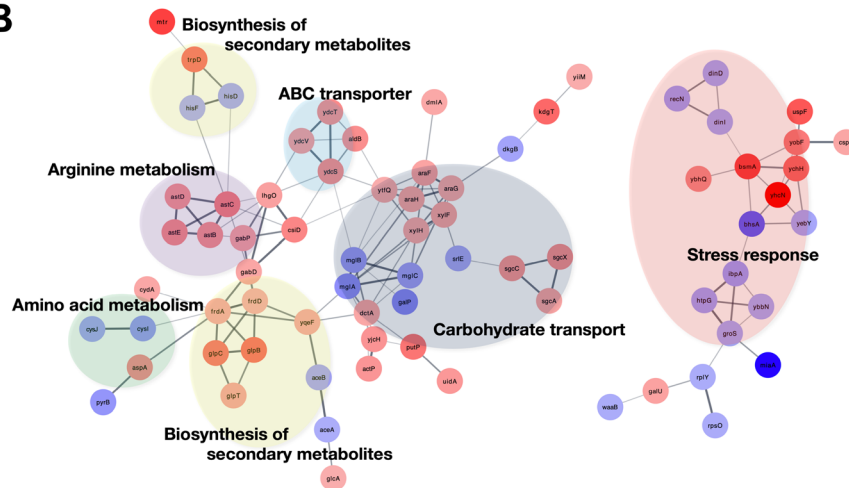 B
Biosynthesis of
secondary metabolites
mtr
trpD
hisF
hisD
ABC transporter
ydcT
ydcV
aldB
ydcS
dmlA
yiiM
kdgT
dkgB
Arginine metabolism
astD
astC
astE
astB
gabP
lhgO
csiD
gabD
ytfQ
araF
araG
araH
xylF
xylH
mglB
mglA
mglC
galP
srlE
sgcC
sgcX
sgcA
dctA
Carbohydrate transport
yjcH
actP
putP
uidA
cydA
Amino acid metabolism
cysJ
cysI
aspA
pyrB
frdA
frdD
yqeF
glpC
glpB
glpT
aceB
aceA
glcA
Biosynthesis of
secondary metabolites
dinD
recN
dinI
uspF
yobF
csp
bsmA
ychH
ybhQ
yhcN
bhsA
yebY
Stress response
ibpA
htpG
ybbN
groS
rplY
galU
waaB
rpsO